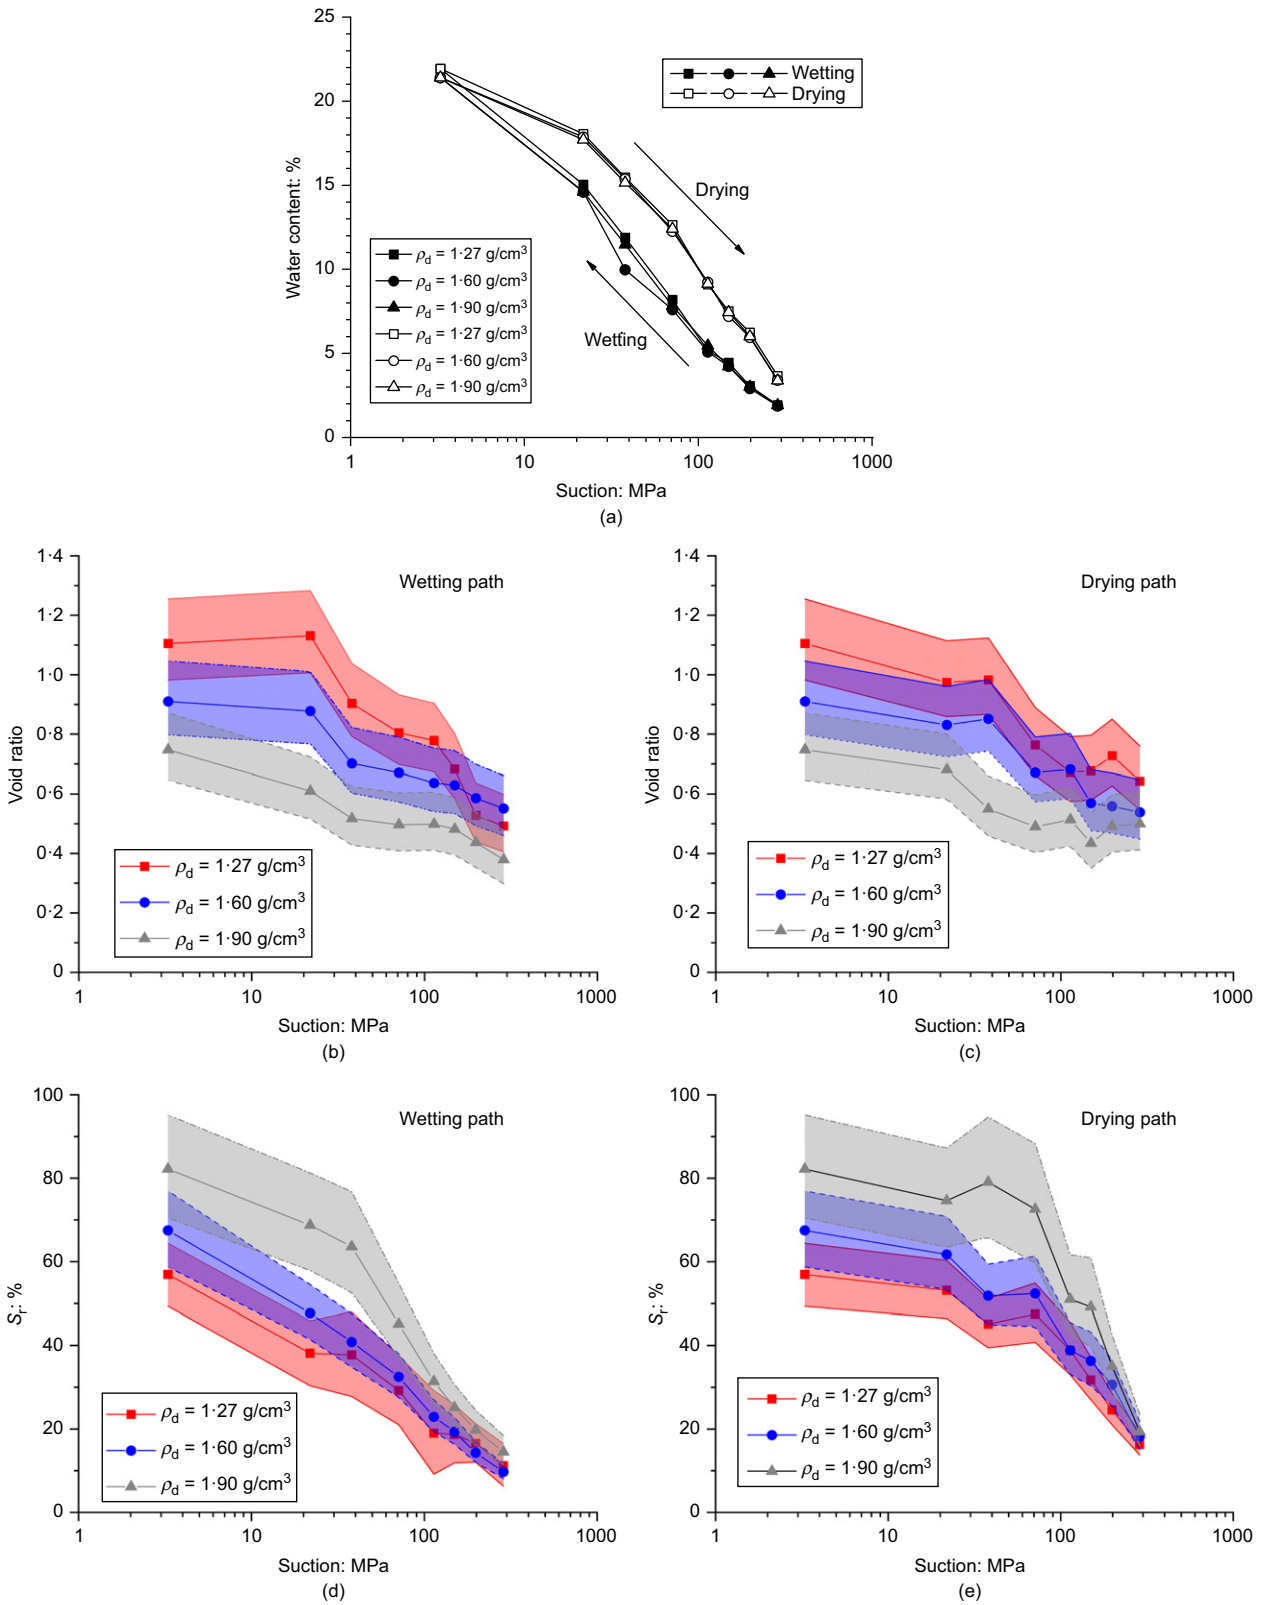 25
20
15
10
5
0
Water content: %
Wetting
Drying
Drying
Wetting
ρd = 1·27 g/cm3
ρd = 1·60 g/cm3
ρd = 1·90 g/cm3
ρd = 1·27 g/cm3
ρd = 1·60 g/cm3
ρd = 1·90 g/cm3
1 10 100 1000
Suction: MPa
(a)
1·4
1·2
1·0
0·8
0·6
0·4
0·2
0
Void ratio
Wetting path
ρd = 1·27 g/cm3
ρd = 1·60 g/cm3
ρd = 1·90 g/cm3
1 10 100 1000
Suction: MPa
(b)
1·4
1·2
1·0
0·8
0·6
0·4
0·2
0
Void ratio
Drying path
ρd = 1·27 g/cm3
ρd = 1·60 g/cm3
ρd = 1·90 g/cm3
1 10 100 1000
Suction: MPa
(c)
100
80
60
40
20
0
Sr: %
Wetting path
ρd = 1·27 g/cm3
ρd = 1·60 g/cm3
ρd = 1·90 g/cm3
1 10 100 1000
Suction: MPa
(d)
100
80
60
40
20
0
Sr: %
Drying path
ρd = 1·27 g/cm3
ρd = 1·60 g/cm3
ρd = 1·90 g/cm3
1 10 100 1000
Suction: MPa
(e)